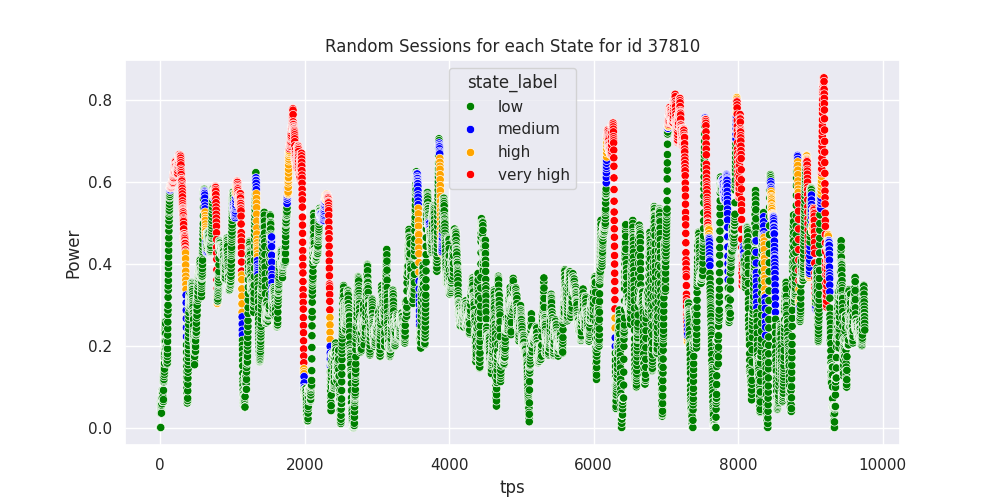 Random Sessions for each State for id 37810
state_label
low
medium
high
very high
Power
0.8
0.6
0.4
0.2
0.0
0
2000
4000
6000
8000
10000
tps